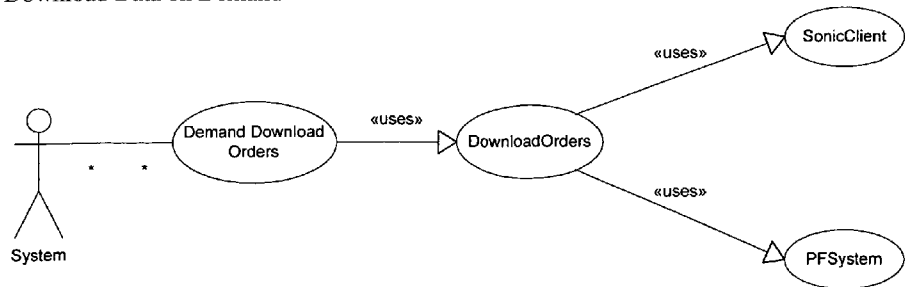 Download Data on Demand
SonicClient
«uses»
Demand Download
Orders
«uses»
DownloadOrders
* *
«uses»
System
PFSystem